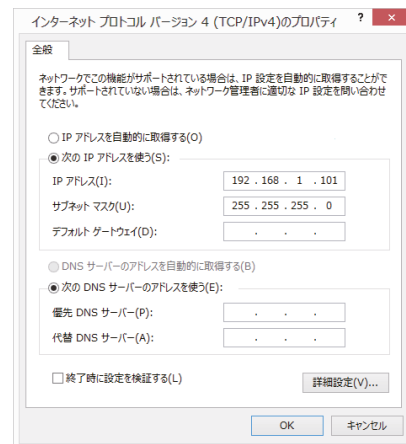 インターネット プロトコル バージョン 4 (TCP/IPv4)のプロパティ ? ×
全般
ネットワークでこの機能がサポートされている場合は、IP 設定を自動的に取得することがで
きます。サポートされていない場合は、ネットワーク管理者に適切な IP 設定を問い合わせ
てください。
IP アドレスを自動的に取得する(O)
次の IP アドレスを使う(S):
IP アドレス(I): 192 . 168 . 1 . 101
サブネット マスク(U): 255 . 255 . 255 . 0
デフォルト ゲートウェイ(D): . . .
DNS サーバーのアドレスを自動的に取得する(B)
次の DNS サーバーのアドレスを使う(E):
優先 DNS サーバー(P): . . .
代替 DNS サーバー(A): . . .
終了時に設定を検証する(L)
詳細設定(V)...
OK キャンセル